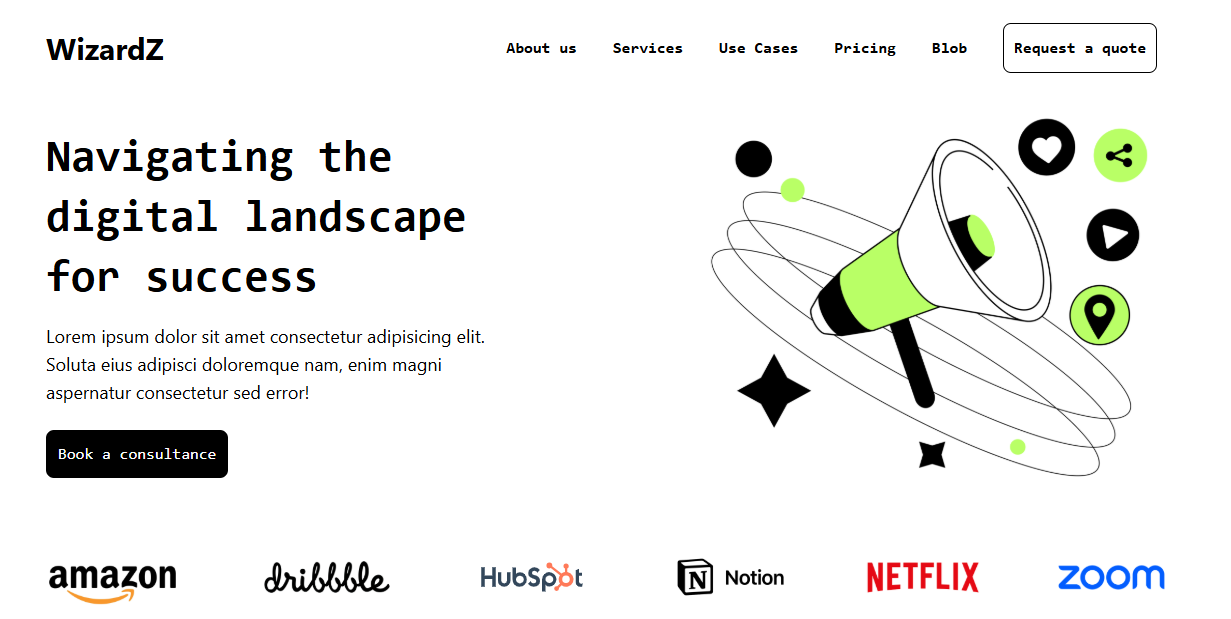 WizardZ
About us
Services
Use Cases
Pricing
Blob
Request a quote
Navigating the
digital landscape
for success
Lorem ipsum dolor sit amet consectetur adipisicing elit.
Soluta eius adipisci doloremque nam, enim magni
aspernatur consectetur sed error!
Book a consultance
amazon
dribbble
HubSpot
N Notion
NETFLIX
zoom